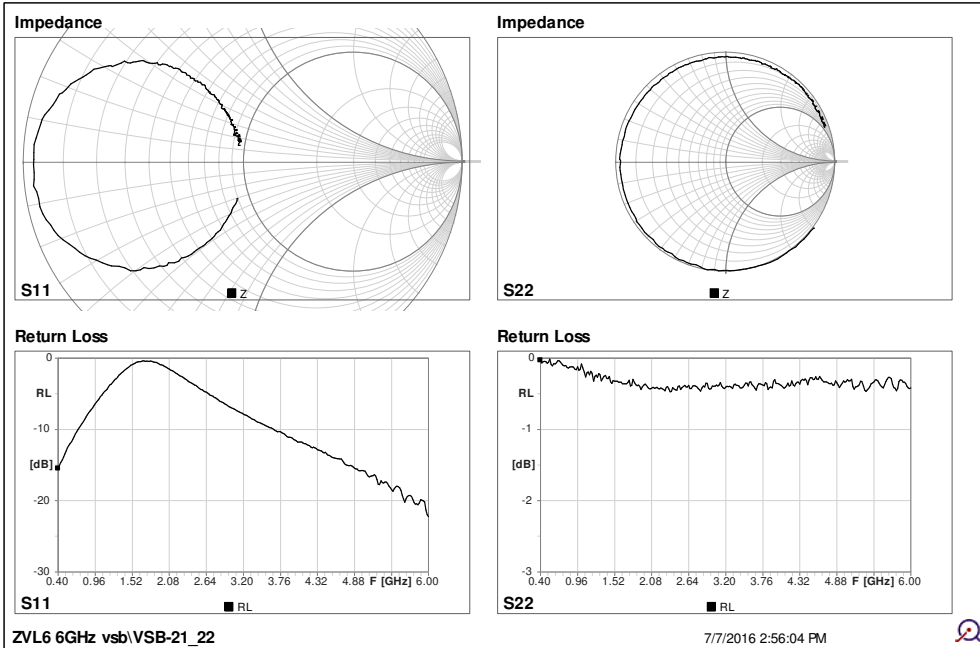 Impedance
S11
Z
Impedance
S22
Z
Return Loss
0
RL
-10
[dB]
-20
-30
0.40 0.96 1.52 2.08 2.64 3.20 3.76 4.32 4.88 F [GHz] 6.00
S11
RL
Return Loss
0
RL
-1
[dB]
-2
-3
0.40 0.96 1.52 2.08 2.64 3.20 3.76 4.32 4.88 F [GHz] 6.00
S22
RL
ZVL6 6GHz vsb\VSB-21_22
7/7/2016 2:56:04 PM